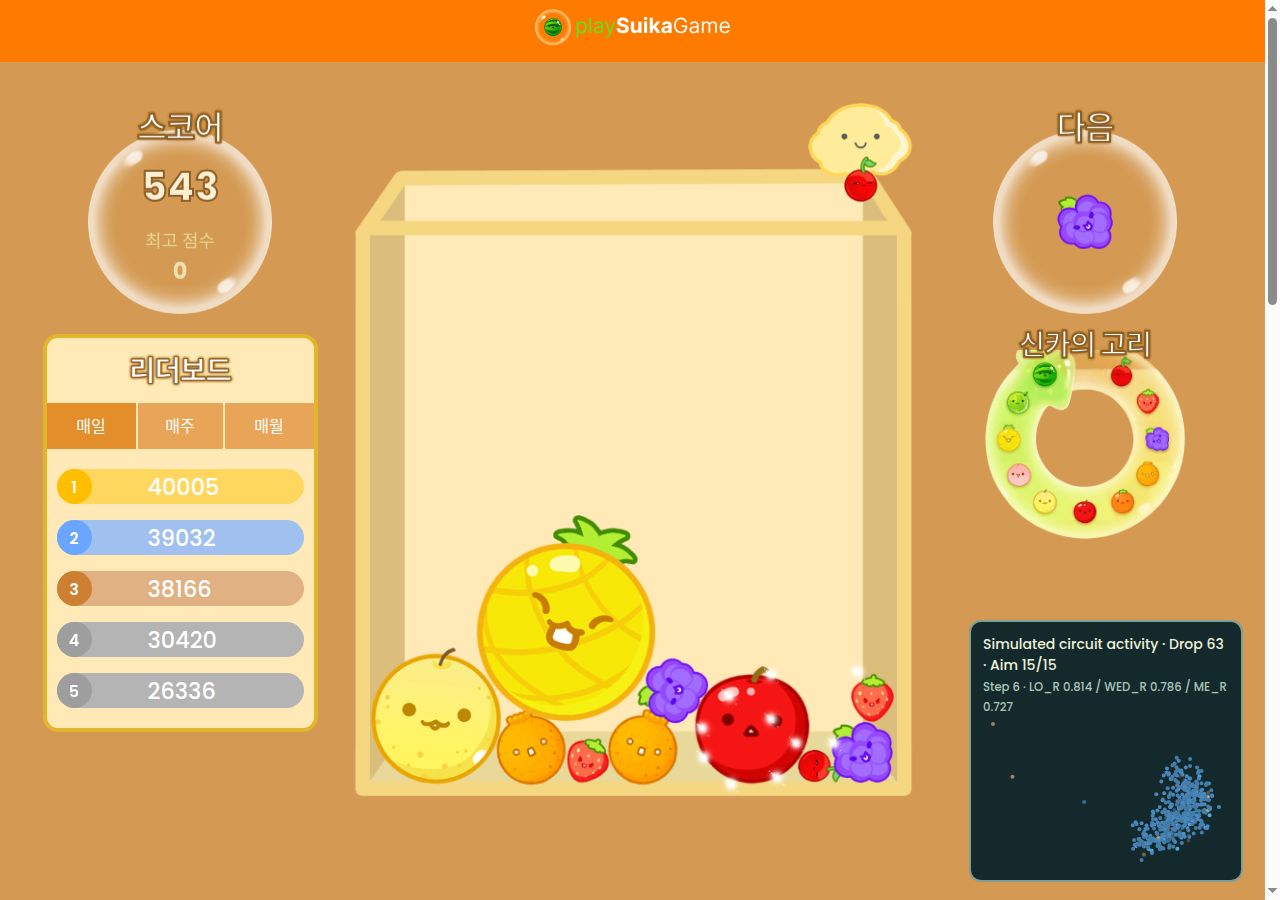 playSuikaGame
스코어
543
최고 점수
0
다음
신카의 고리
리더보드
매일 매주 매월
1 40005
2 39032
3 38166
4 30420
5 26336
Simulated circuit activity · Drop 63
· Aim 15/15
Step 6 · LO_R 0.814 / WED_R 0.786 / ME_R
0.727